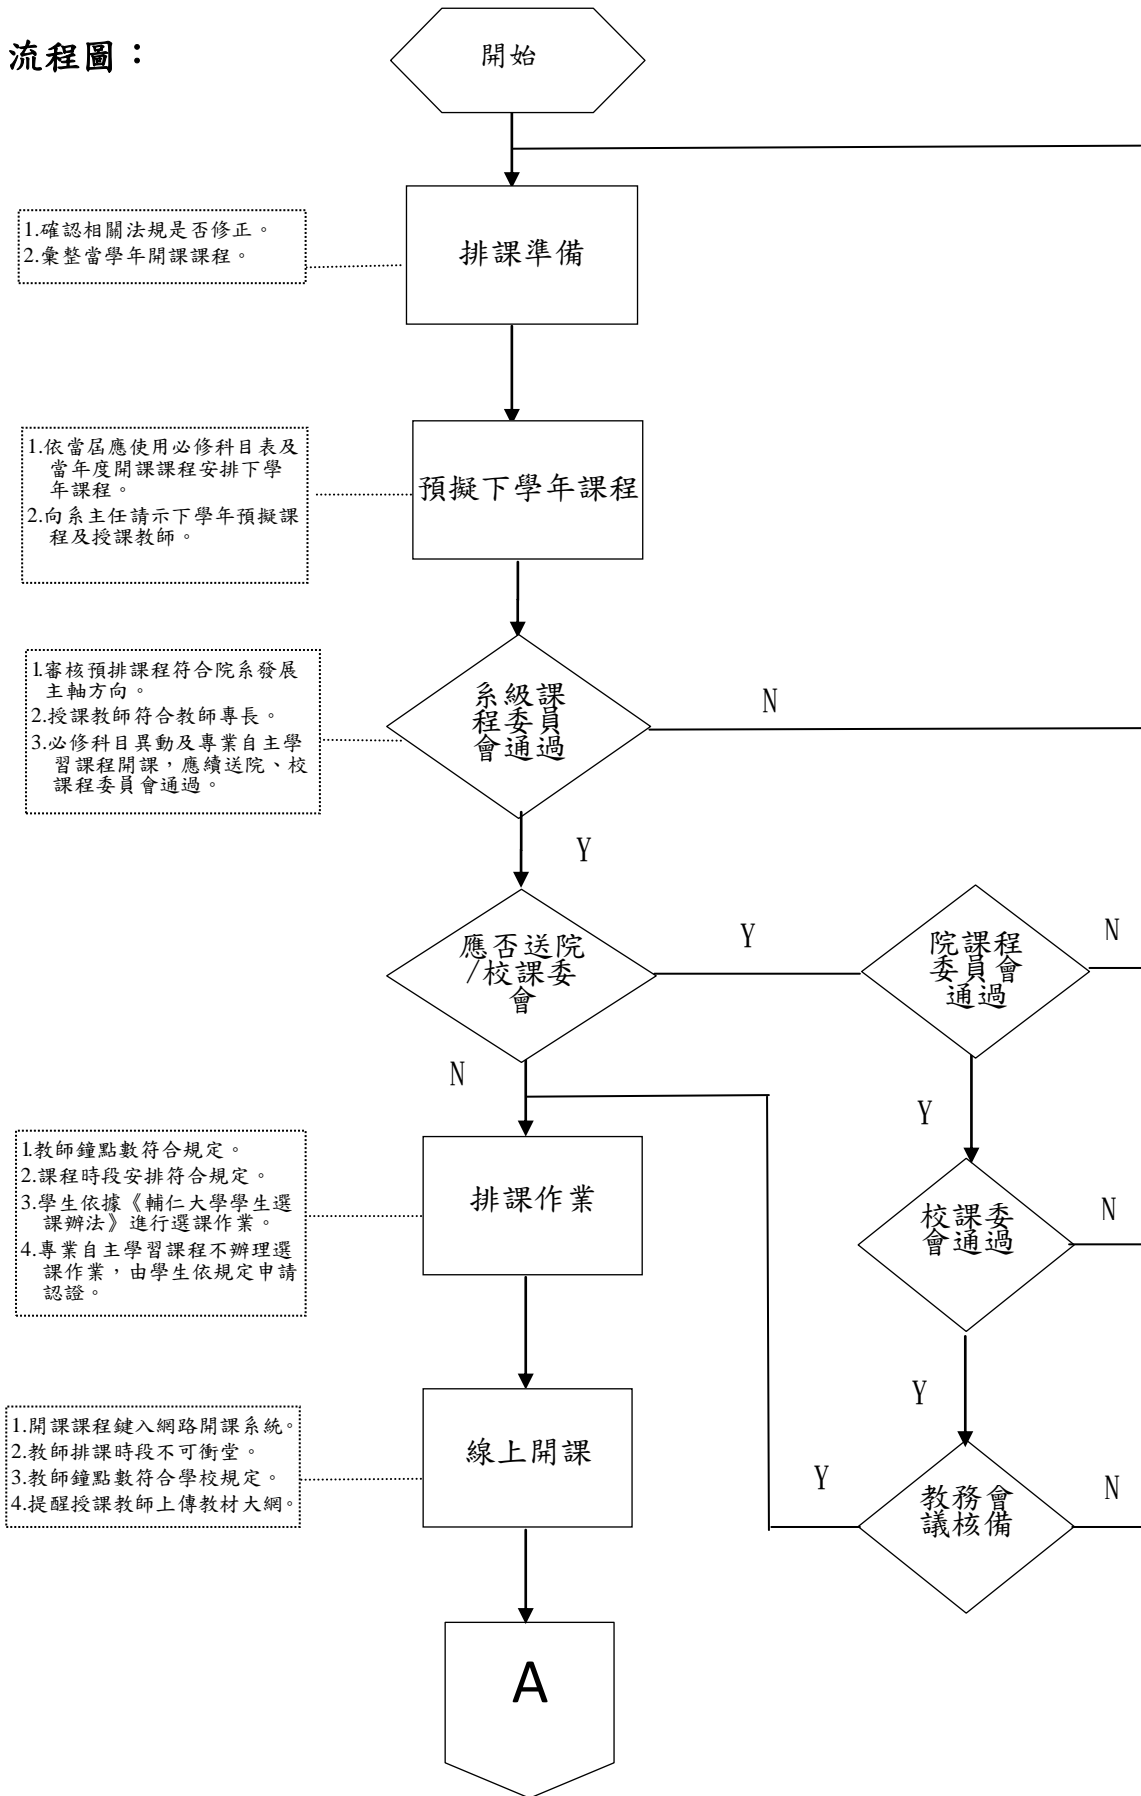 流程圖：
開始
1.確認相關法規是否修正。
2.彙整當學年開課課程。
排課準備
1.依當屆應使用必修科目表及
當年度開課課程安排下學
年課程。
2.向系主任請示下學年預擬課
程及授課教師。
預擬下學年課程
1.審核預排課程符合院系發展
主軸方向。
2.授課教師符合教師專長。
3.必修科目異動及專業自主學
習課程開課，應續送院、校
課程委員會通過。
系級課
程委員
會通過
N
Y
應否送院
/校課委
會
Y
院課程
委員會
通過
N
N
Y
1.教師鐘點數符合規定。
2.課程時段安排符合規定。
3.學生依據《輔仁大學學生選
課辦法》進行選課作業。
4.專業自主學習課程不辦理選
課作業，由學生依規定申請
認證。
排課作業
校課委
會通過
N
Y
1.開課課程鍵入網路開課系統。
2.教師排課時段不可衝堂。
3.教師鐘點數符合學校規定。
4.提醒授課教師上傳教材大網。
線上開課
Y
教務會
議核備
N
A